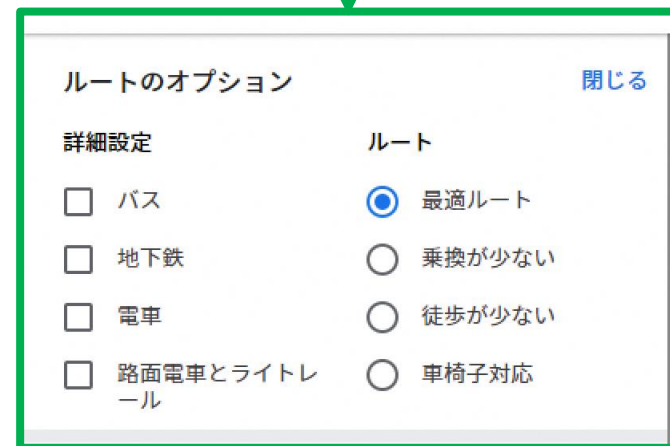 ルートのオプション
閉じる
詳細設定
ルート
バス
最適ルート
地下鉄
乗換が少ない
電車
徒歩が少ない
路面電車とライトレ
ール
車椅子対応